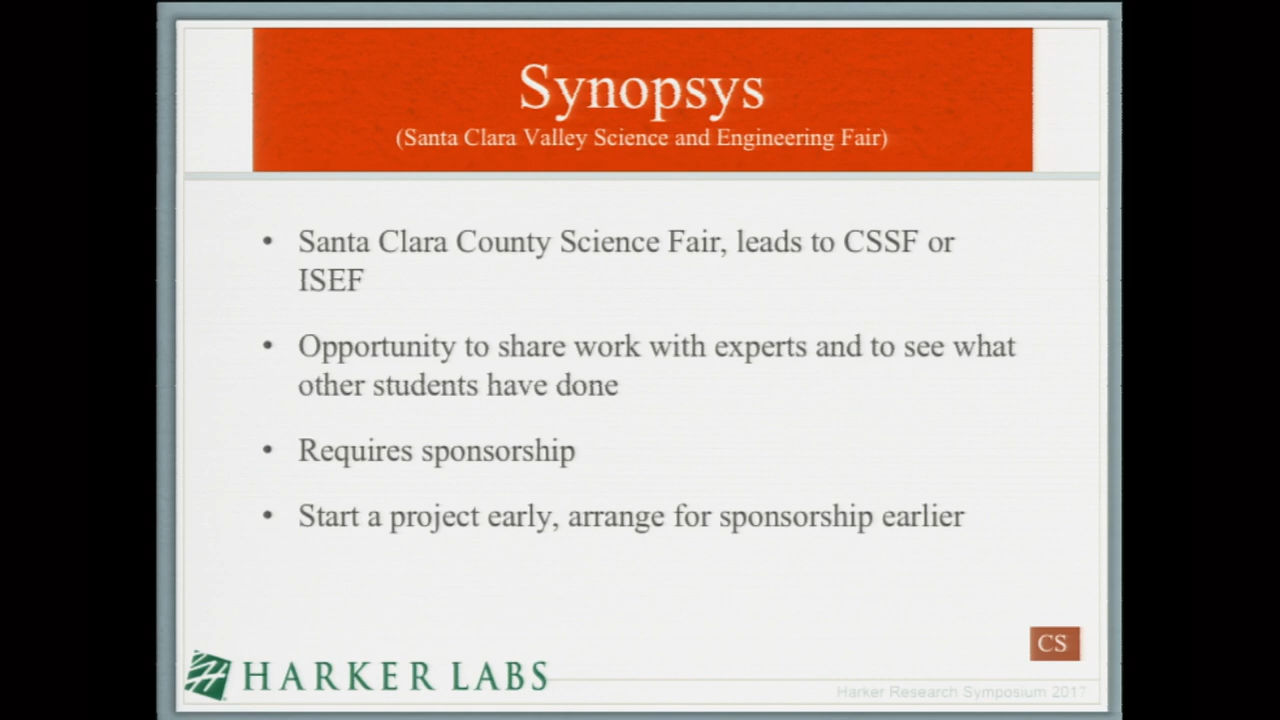 Synopsys
(Santa Clara Valley Science and Engineering Fair)
• Santa Clara County Science Fair, leads to CSSF or
ISEF
• Opportunity to share work with experts and to see what
other students have done
• Requires sponsorship
• Start a project early, arrange for sponsorship earlier
CS
HARKER LABS
Harker Research Symposium 2017